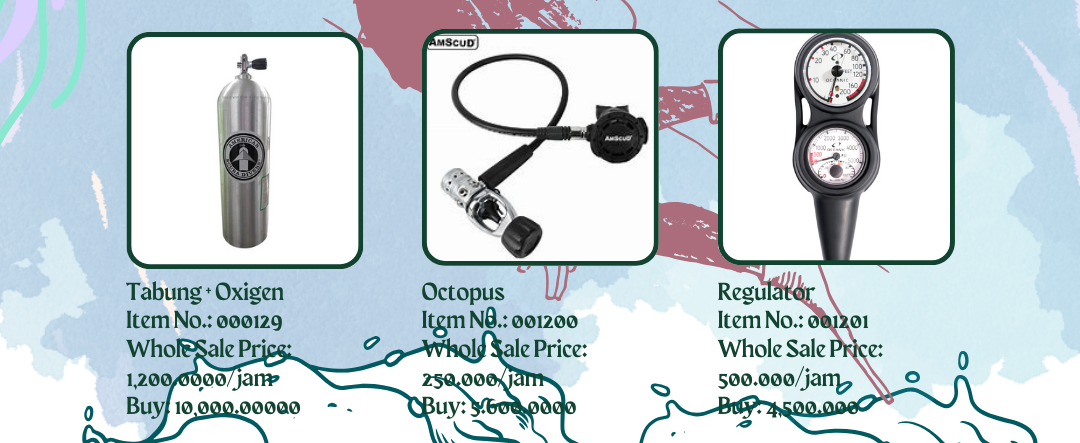 AMSCUD
AMSCUD
OCEANIC
Tabung + Oxigen
Item No.: 000129
Whole Sale Price:
1,200.0000/jam
Buy: 10,000.00000
Octopus
Item No.: 001200
Whole Sale Price:
250.000/jam
Buy: 3.600.0000
Regulator
Item No.: 001201
Whole Sale Price:
500.000/jam
Buy: 4,500.000